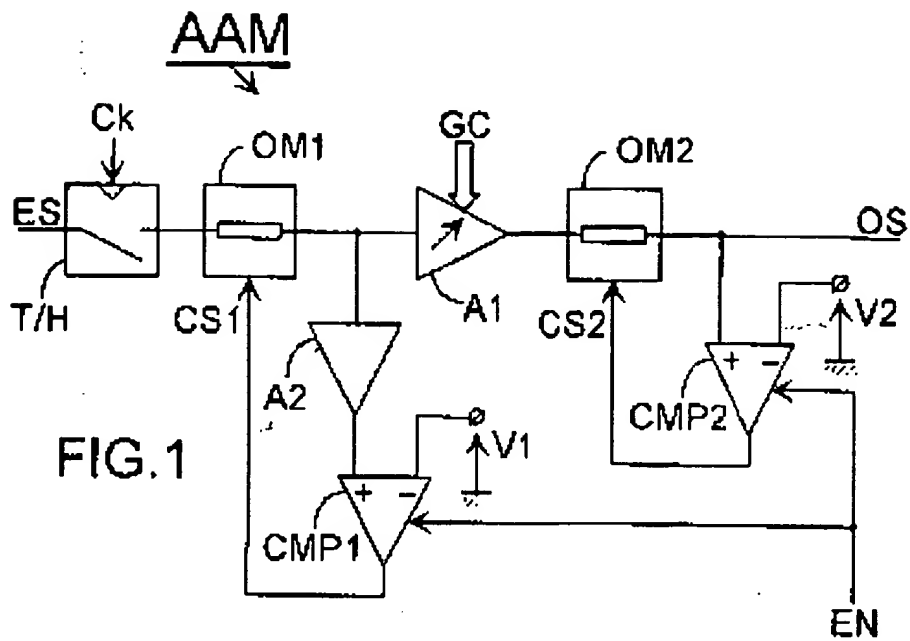 AAM
Ck
OM1
GC
OM2
ES
OS
T/H
CS1
A1
CS2
V2
A2
+ −
CMP2
FIG.1
V1
+ −
CMP1
EN